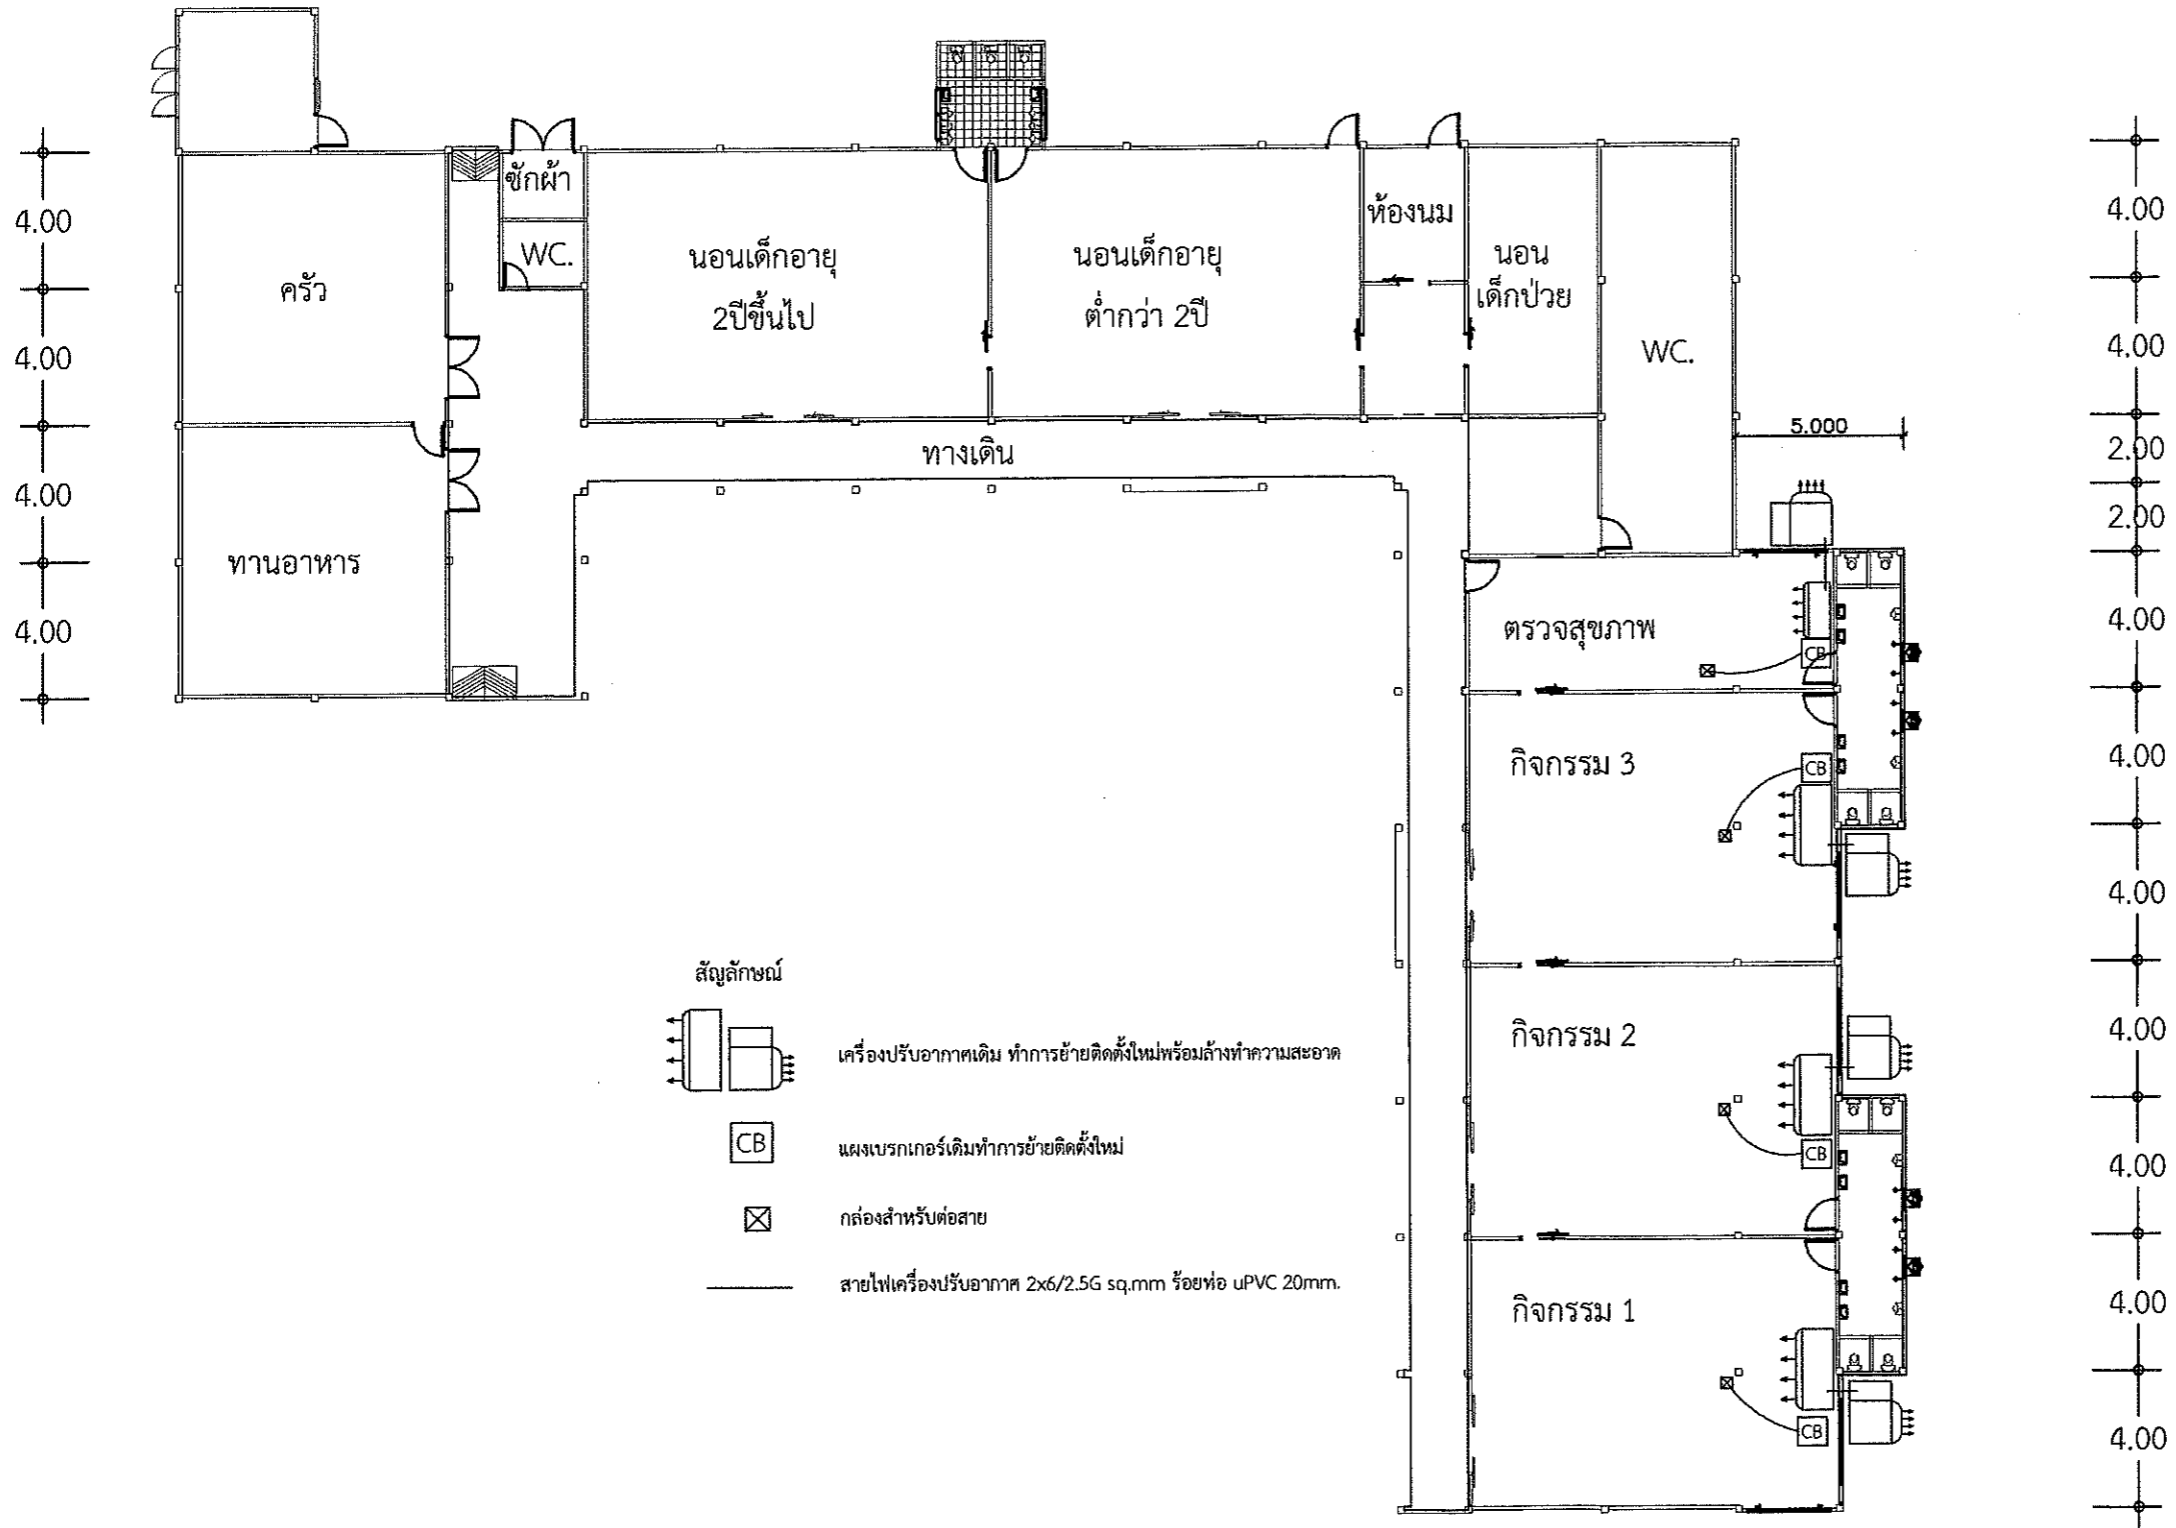 4.00
4.00
4.00
4.00
ครัว
ทานอาหาร
ซักผ้า
WC.
นอนเด็กอายุ
2ปีขึ้นไป
นอนเด็กอายุ
ต่ำกว่า 2ปี
ห้องนม
นอน
เด็กป่วย
WC.
ทางเดิน
5.000
4.00
4.00
2.00
2.00
4.00
4.00
4.00
4.00
4.00
4.00
4.00
ตรวจสุขภาพ
CB
กิจกรรม 3
CB
กิจกรรม 2
CB
กิจกรรม 1
CB
สัญลักษณ์
เครื่องปรับอากาศเดิม ทำการย้ายติดตั้งใหม่พร้อมล้างทำความสะอาด
CB
แผงเบรกเกอร์เดิมทำการย้ายติดตั้งใหม่
กล่องสำหรับต่อสาย
สายไฟเครื่องปรับอากาศ 2x6/2.5G sq.mm ร้อยท่อ uPVC 20mm.